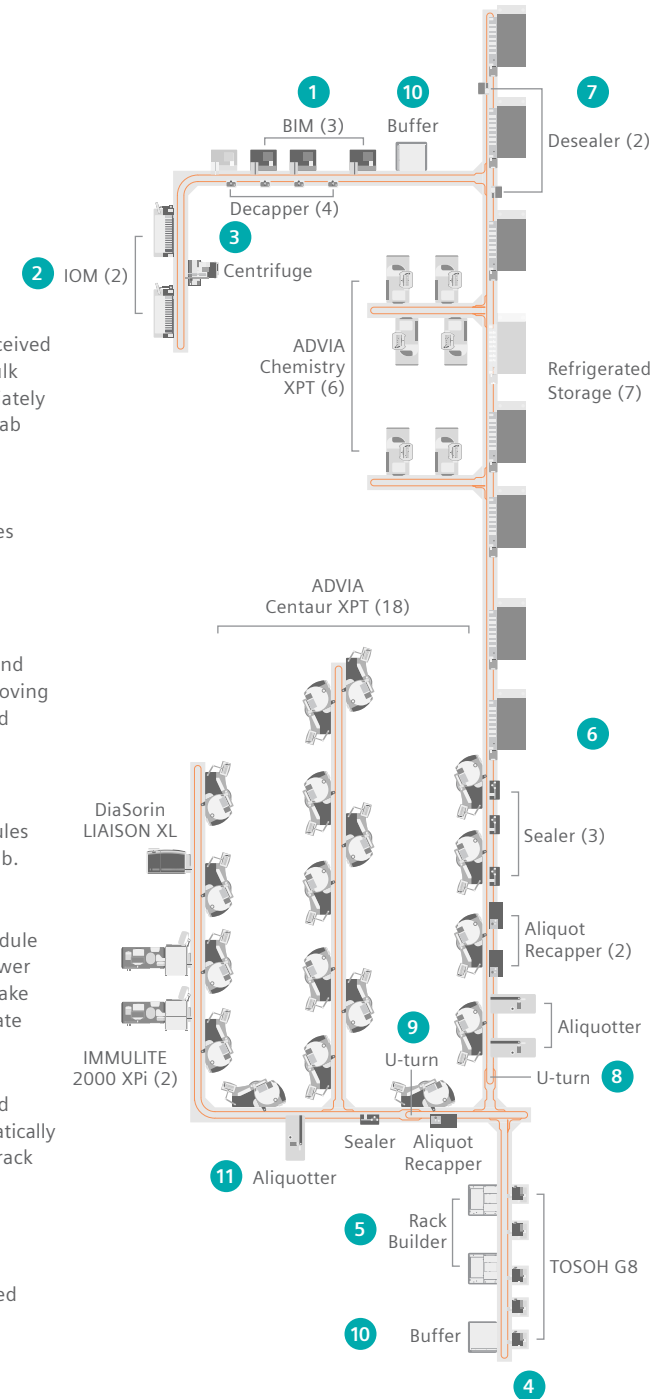 1
10
7
BIM (3)
Buffer
Desealer (2)
Decapper (4)
3
2
IOM (2)
Centrifuge
ceived
ulk
iately
ab
es
nd
oving
d
ules
b.
dule
wer
ake
ate
d
atically
rack
ed
ADVIA
Chemistry
XPT (6)
Refrigerated
Storage (7)
ADVIA
Centaur XPT (18)
6
DiaSorin
LIAISON XL
Sealer (3)
Aliquot
Recapper (2)
Aliquotter
9
U-turn
U-turn
8
IMMULITE
2000 XPi (2)
Sealer
Aliquot
Recapper
11
Aliquotter
5
Rack
Builder
TOSOH G8
10
Buffer
4